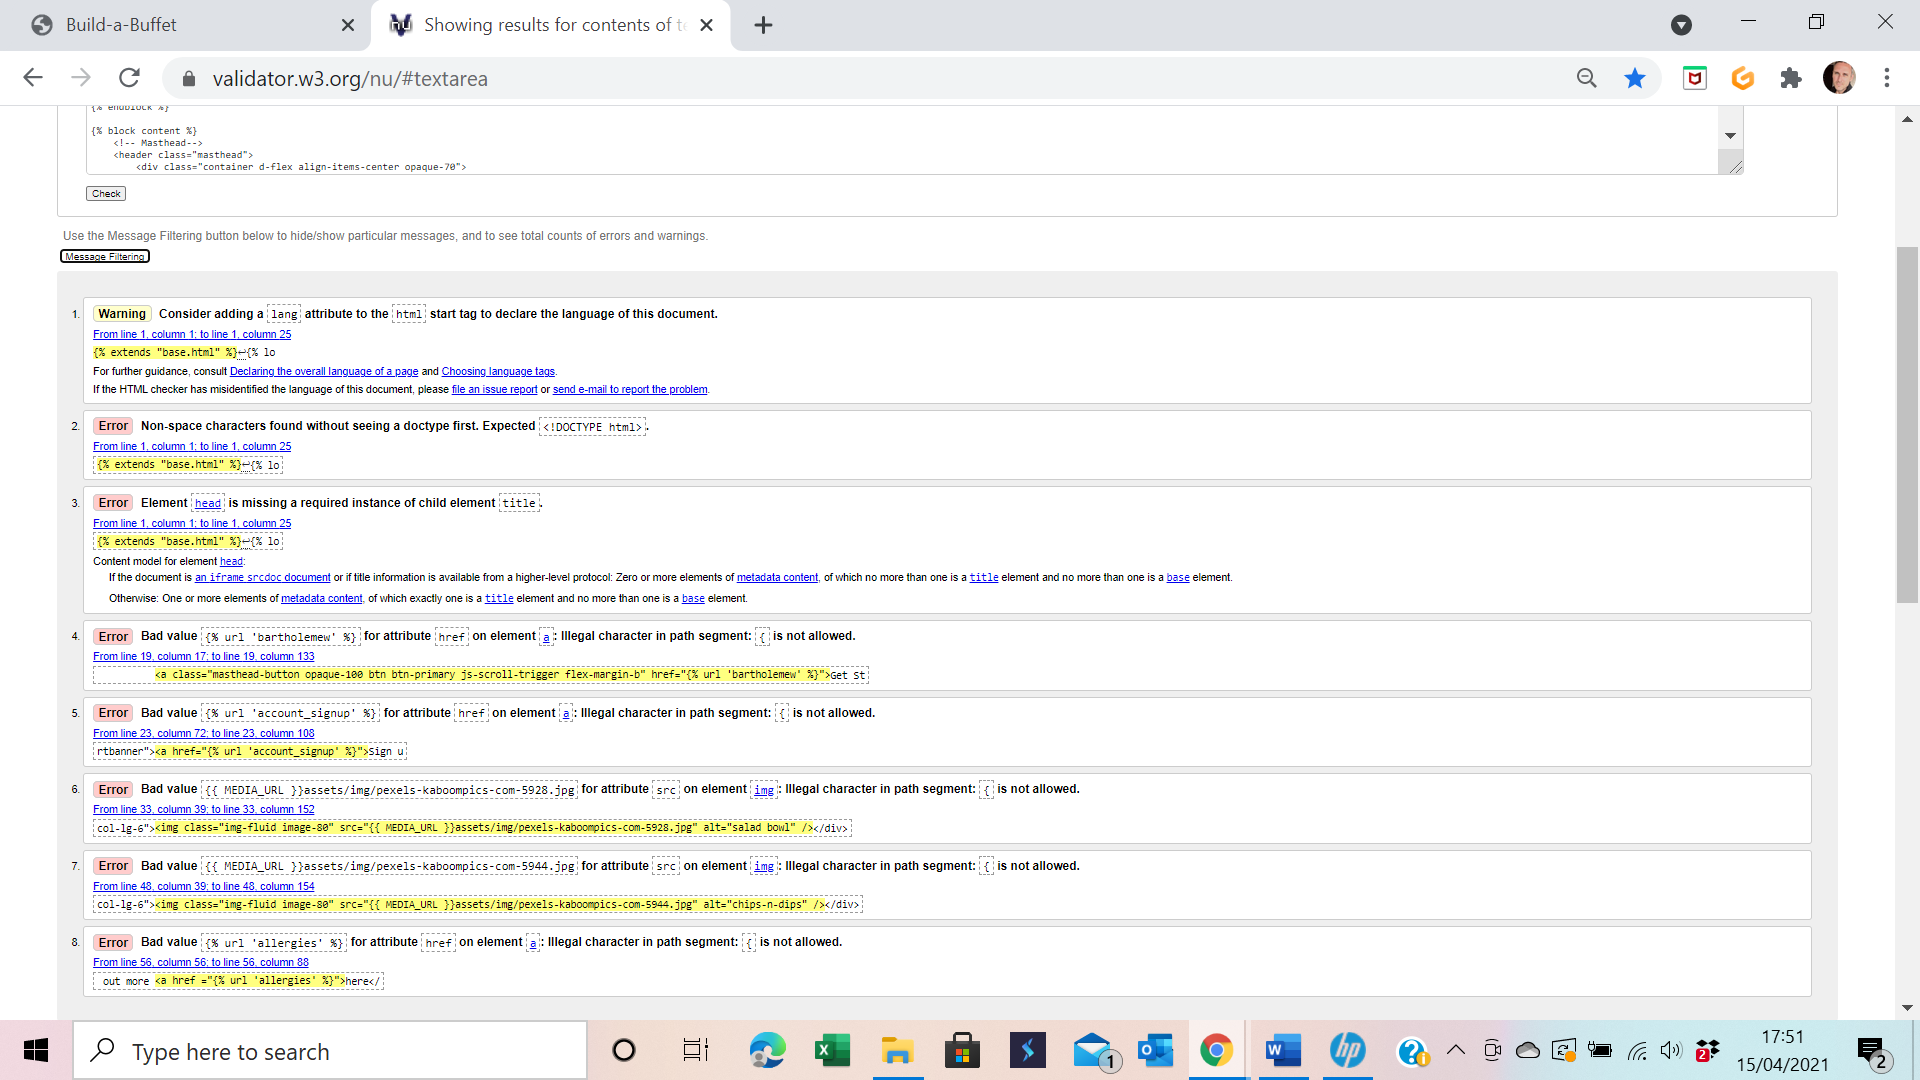 Build-a-Buffet
Showing results for contents of te
validator.w3.org/nu/#textarea
{% endblock %}
{% block content %}
<!-- Masthead-->
<header class="masthead">
<div class="container d-flex align-items-center opaque-70">
Check
Use the Message Filtering button below to hide/show particular messages, and to see total counts of errors and warnings.
Message Filtering
1. Warning Consider adding a lang attribute to the html start tag to declare the language of this document.
From line 1, column 1; to line 1, column 25
{% extends "base.html" %}↩{% lo
For further guidance, consult Declaring the overall language of a page and Choosing language tags.
If the HTML checker has misidentified the language of this document, please file an issue report or send e-mail to report the problem.
2. Error Non-space characters found without seeing a doctype first. Expected <!DOCTYPE html>.
From line 1, column 1; to line 1, column 25
{% extends "base.html" %}↩{% lo
3. Error Element head is missing a required instance of child element title.
From line 1, column 1; to line 1, column 25
{% extends "base.html" %}↩{% lo
Content model for element head:
If the document is an iframe srcdoc document or if title information is available from a higher-level protocol: Zero or more elements of metadata content, of which no more than one is a title element and no more than one is a base element.
Otherwise: One or more elements of metadata content, of which exactly one is a title element and no more than one is a base element.
4. Error Bad value {% url 'bartholemew' %} for attribute href on element a: Illegal character in path segment: { is not allowed.
From line 19, column 17; to line 19, column 133
<a class="masthead-button opaque-100 btn btn-primary js-scroll-trigger flex-margin-b" href="{% url 'bartholemew' %}">Get St
5. Error Bad value {% url 'account_signup' %} for attribute href on element a: Illegal character in path segment: { is not allowed.
From line 23, column 72; to line 23, column 108
rtbanner"><a href="{% url 'account_signup' %}">Sign u
6. Error Bad value {{ MEDIA_URL }}assets/img/pexels-kaboompics-com-5928.jpg for attribute src on element img: Illegal character in path segment: { is not allowed.
From line 33, column 39; to line 33, column 152
col-lg-6"><img class="img-fluid image-80" src="{{ MEDIA_URL }}assets/img/pexels-kaboompics-com-5928.jpg" alt="salad bowl" /></div>
7. Error Bad value {{ MEDIA_URL }}assets/img/pexels-kaboompics-com-5944.jpg for attribute src on element img: Illegal character in path segment: { is not allowed.
From line 48, column 39; to line 48, column 154
col-lg-6"><img class="img-fluid image-80" src="{{ MEDIA_URL }}assets/img/pexels-kaboompics-com-5944.jpg" alt="chips-n-dips" /></div>
8. Error Bad value {% url 'allergies' %} for attribute href on element a: Illegal character in path segment: { is not allowed.
From line 56, column 56; to line 56, column 88
out more <a href ="{% url 'allergies' %}">here</
Type here to search
1
2
17:51
15/04/2021
2